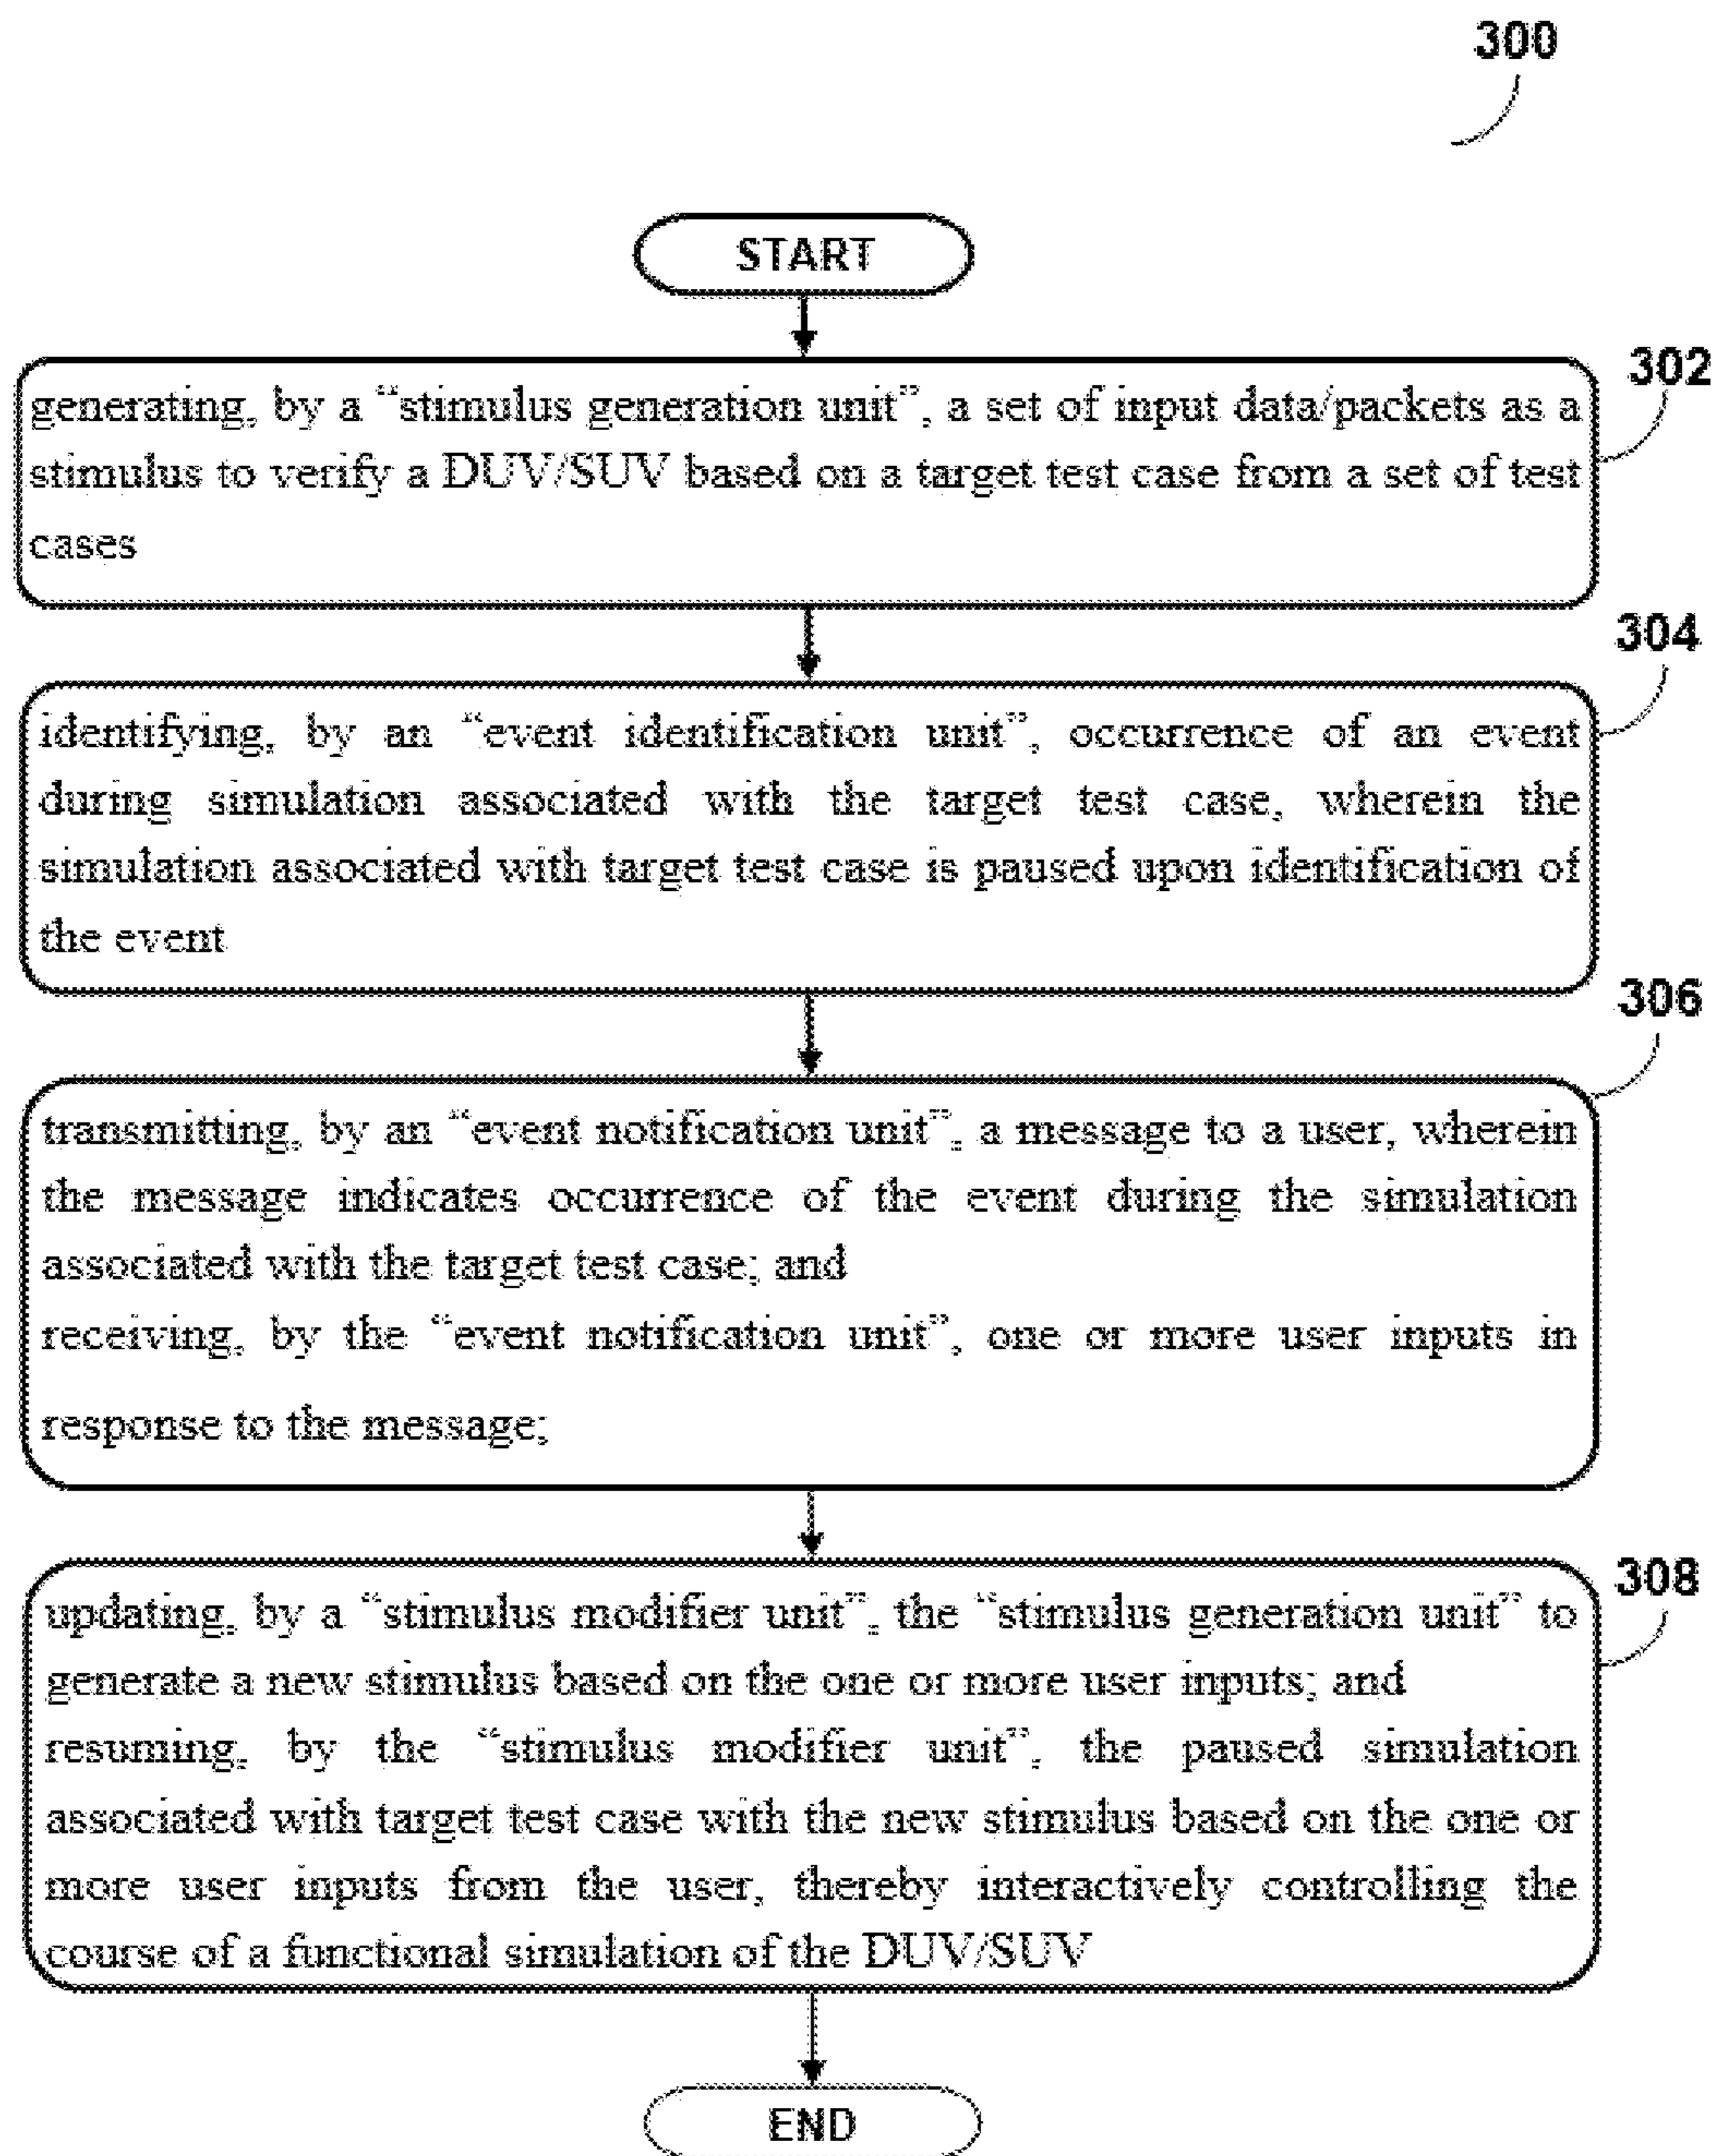 300
START
302
generating, by a “stimulus generation unit”, a set of input data/packets as a
stimulus to verify a DUV/SUV based on a target test case from a set of test
cases
304
identifying, by an “event identification unit”, occurrence of an event
during simulation associated with the target test case, wherein the
simulation associated with target test case is paused upon identification of
the event
306
transmitting, by an “event notification unit”, a message to a user, wherein
the message indicates occurrence of the event during the simulation
associated with the target test case; and
receiving, by the “event notification unit”, one or more user inputs in
response to the message;
308
updating, by a “stimulus modifier unit”, the “stimulus generation unit” to
generate a new stimulus based on the one or more user inputs; and
resuming, by the “stimulus modifier unit”, the paused simulation
associated with target test case with the new stimulus based on the one or
more user inputs from the user, thereby interactively controlling the
course of a functional simulation of the DUV/SUV
END